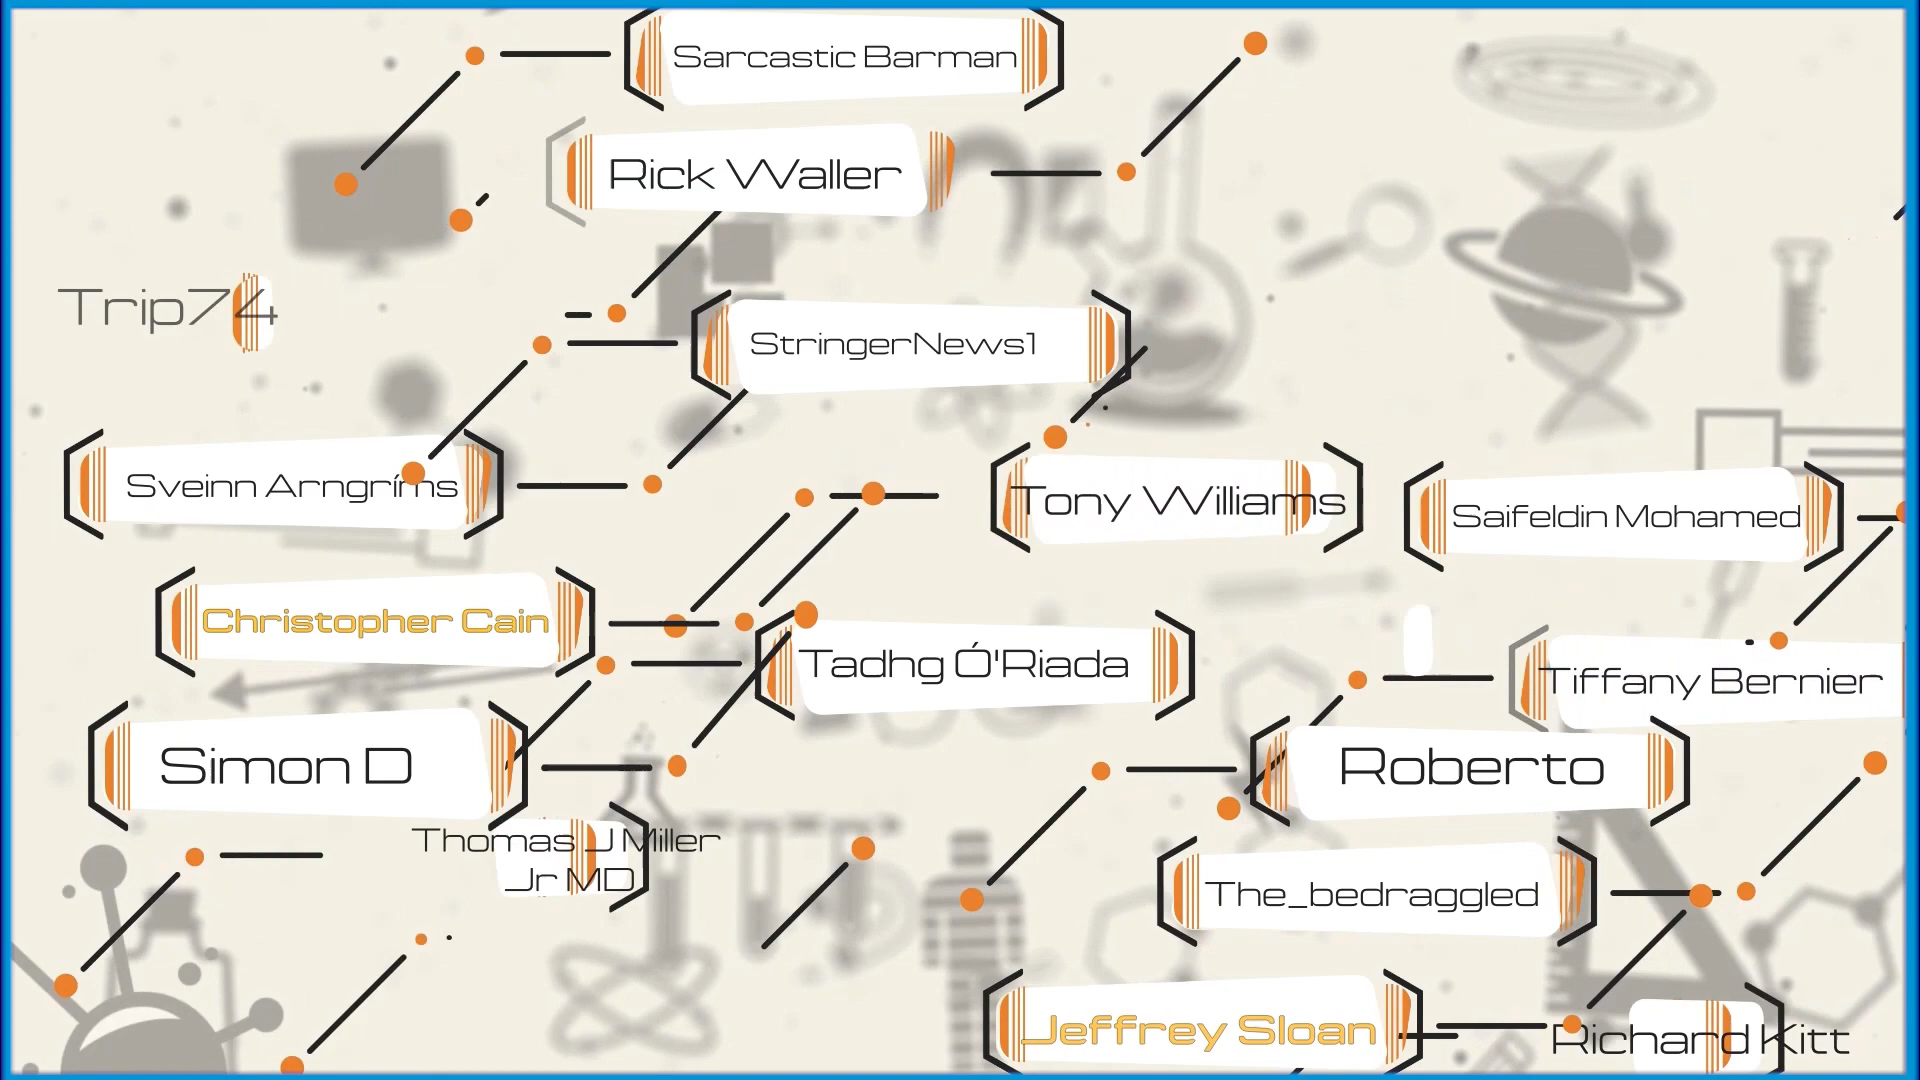 Sarcastic Barman
Rick Waller
Trip74
StringerNews1
Sveinn Arngríms
Tony Williams
Saifeldin Mohamed
Christopher Cain
Tadhg Ó'Riada
Tiffany Bernier
Simon D
Roberto
Thomas J Miller
Jr MD
The_bedraggled
Jeffrey Sloan
Richard Kitt